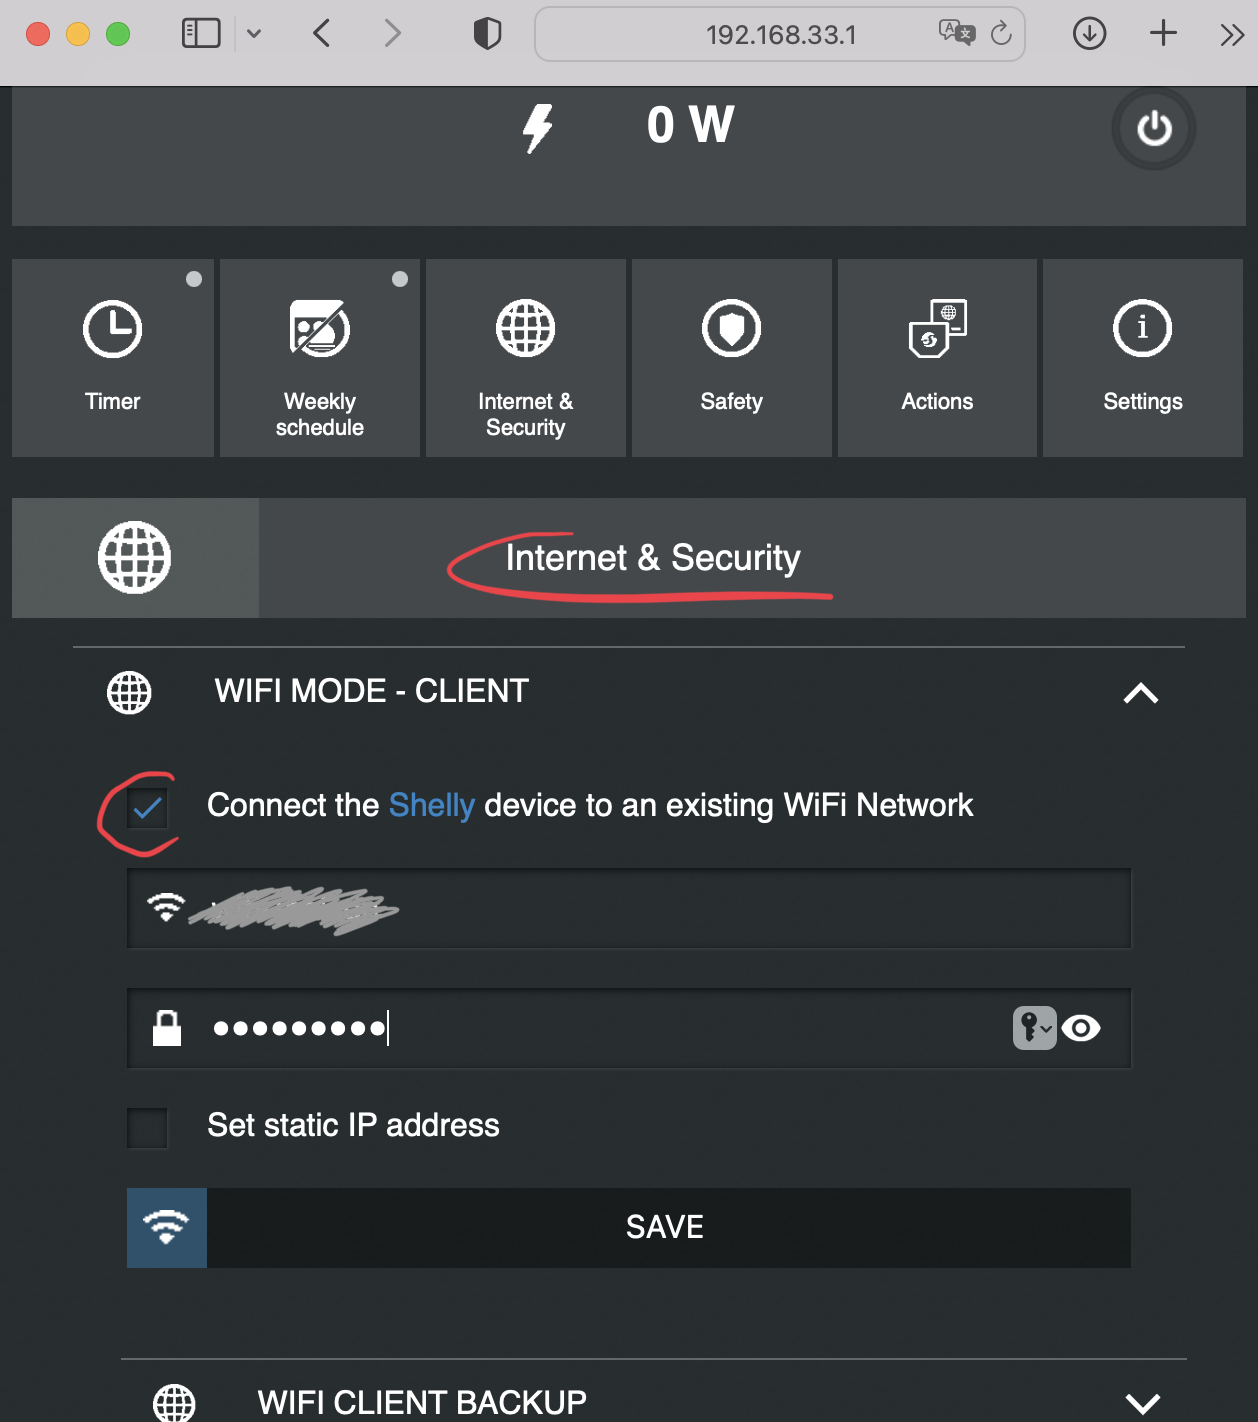 192.168.33.1
0 W
Timer
Weekly
schedule
Internet &
Security
Safety
Actions
Settings
Internet & Security
WIFI MODE - CLIENT
Connect the Shelly device to an existing WiFi Network
•••••••••
Set static IP address
SAVE
WIFI CLIENT BACKUP